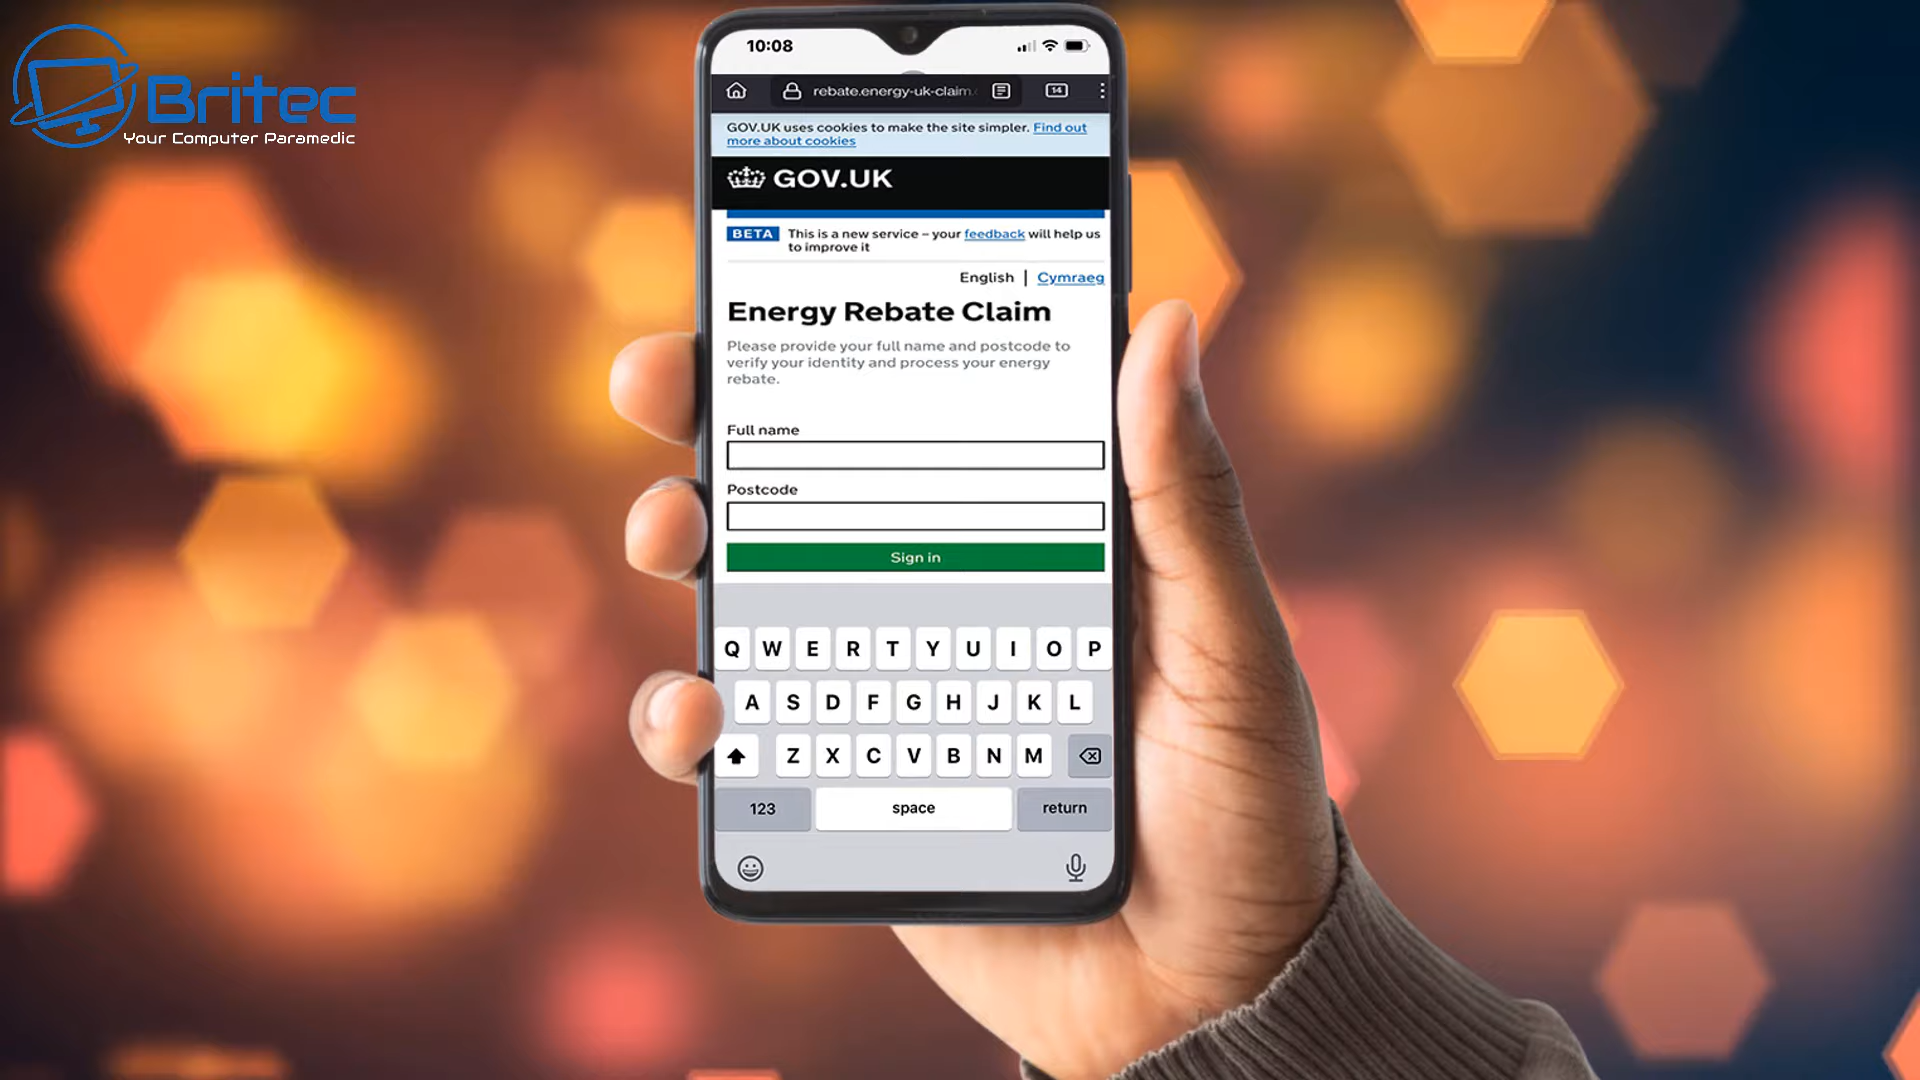 Britec
Your Computer Paramedic
10:08
rebate.energy-uk-claim.
14
GOV.UK uses cookies to make the site simpler. Find out
more about cookies
GOV.UK
BETA This is a new service – your feedback will help us
to improve it
English | Cymraeg
Energy Rebate Claim
Please provide your full name and postcode to
verify your identity and process your energy
rebate.
Full name
Postcode
Sign in
Q W E R T Y U I O P
A S D F G H J K L
Z X C V B N M
123 space return